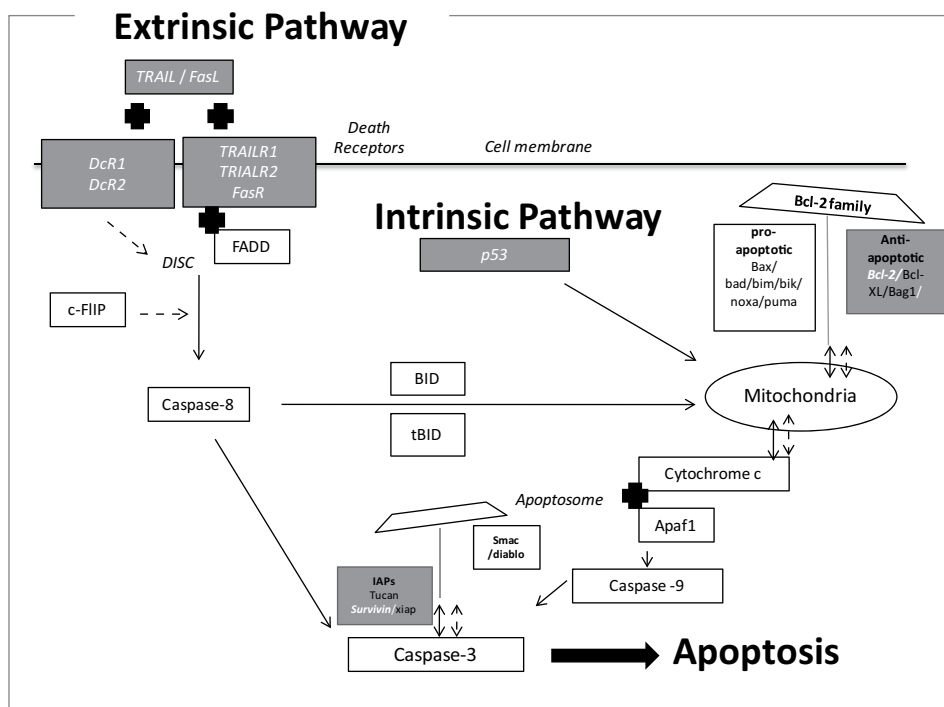 Extrinsic Pathway
TRAIL / FasL
Death
Receptors
Cell membrane
DcR1
DcR2
TRAILR1
TRIALR2
FasR
FADD
DISC
Intrinsic Pathway
p53
Bcl-2 family
pro-
apoptotic
Bax/
bad/bim/bik/
noxa/puma
Anti-
apoptotic
Bcl-2/Bcl-
XL/Bag1/
c-FlIP
Caspase-8
BID
tBID
Mitochondria
Cytochrome c
Apoptosome
Apaf1
Smac
/diablo
Caspase -9
IAPs
Tucan
Survivin/xiap
Caspase-3
Apoptosis